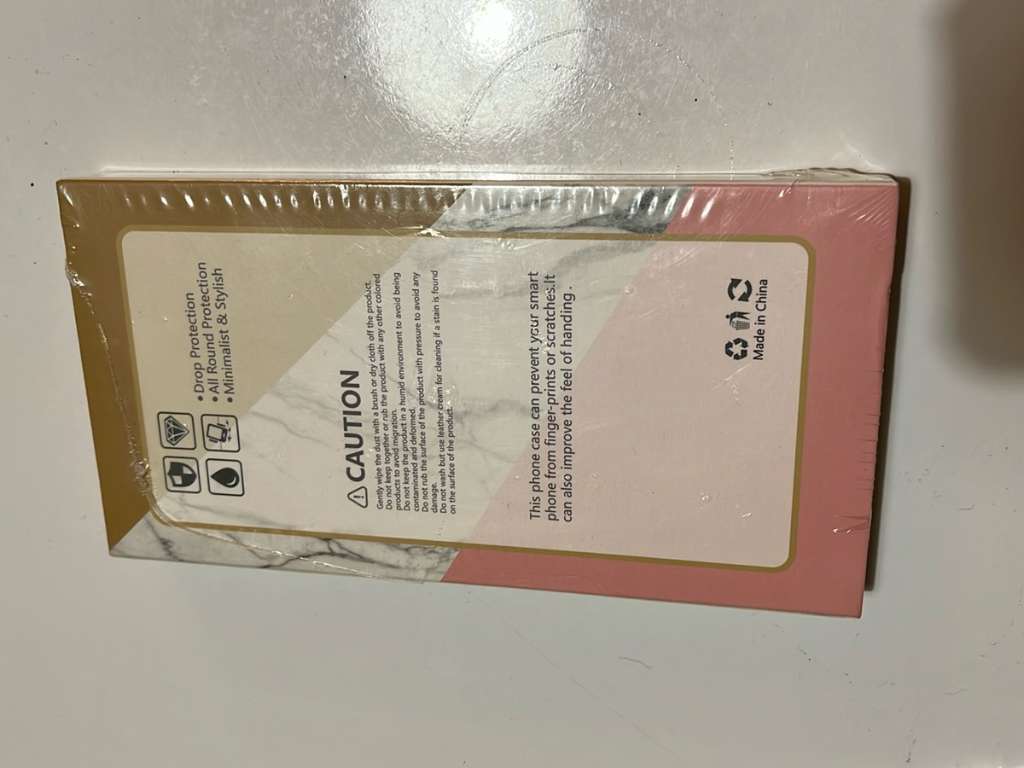 •Drop Protection
•All Round Protection
•Minimalist & Stylish
CAUTION
Gently wipe the dust with a brush or dry cloth off the product.
Do not keep together or rub the product with any other colored
products to avoid migration.
Do not keep the product in a humid environment to avoid being
contaminated and deformed.
Do not rub the surface of the product with pressure to avoid any
damage.
Do not wash but use leather cream for cleaning if a stain is found
on the surface of the product.
This phone case can prevent your smart
phone from finger-prints or scratches.It
can also improve the feel of handing .
Made in China